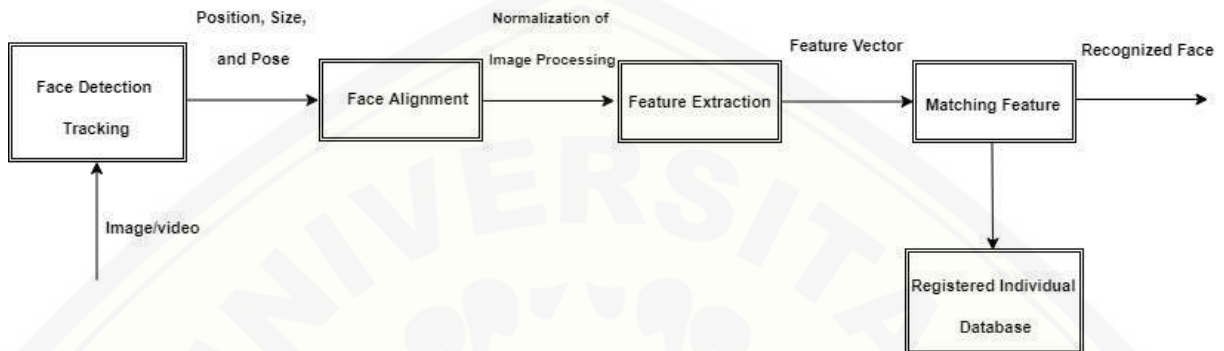 Position, Size,
and Pose
Normalization of
Image Processing
Feature Vector
Recognized Face
Face Detection
Tracking
Face Alignment
Feature Extraction
Matching Feature
Image/video
Registered Individual
Database
UNIVERSITA